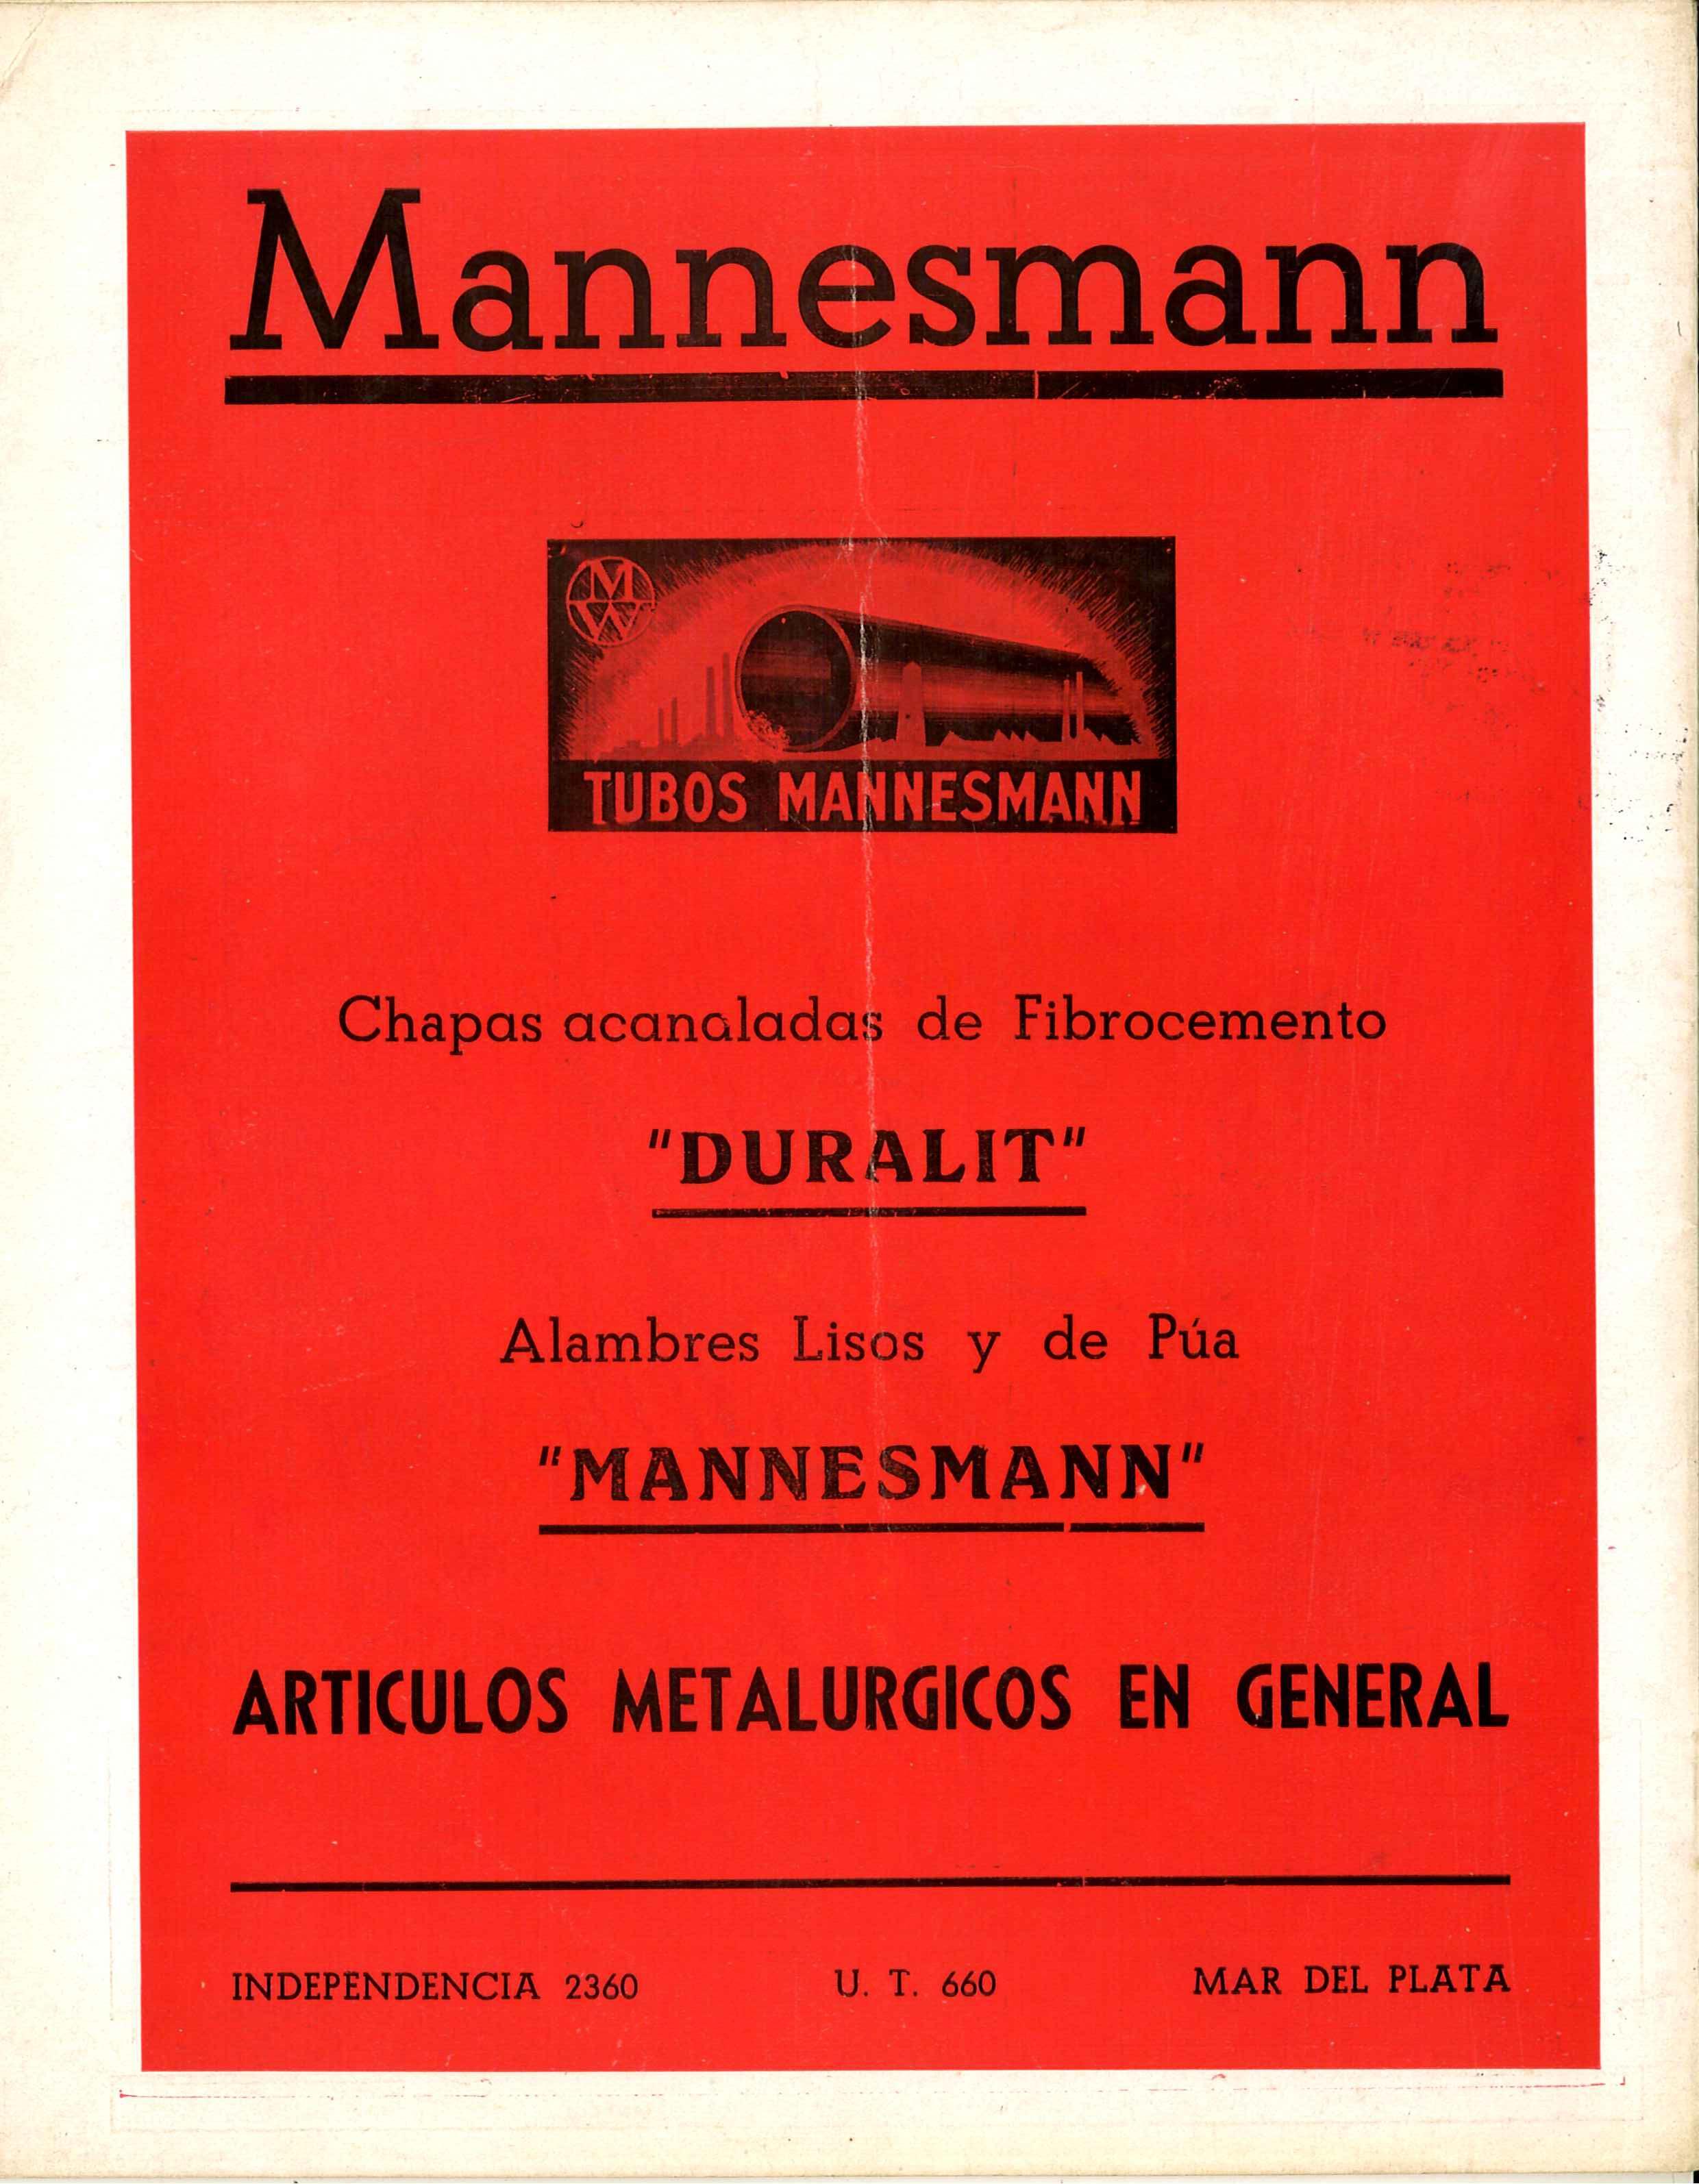 Mannesmann
M
W
TUBOS MANNESMANN
Chapas acanaladas de Fibrocemento
"DURALIT"
Alambres Lisos y de Púa
"MANNESMANN"
ARTICULOS METALURGICOS EN GENERAL
INDEPENDENCIA 2360 U. T. 660 MAR DEL PLATA